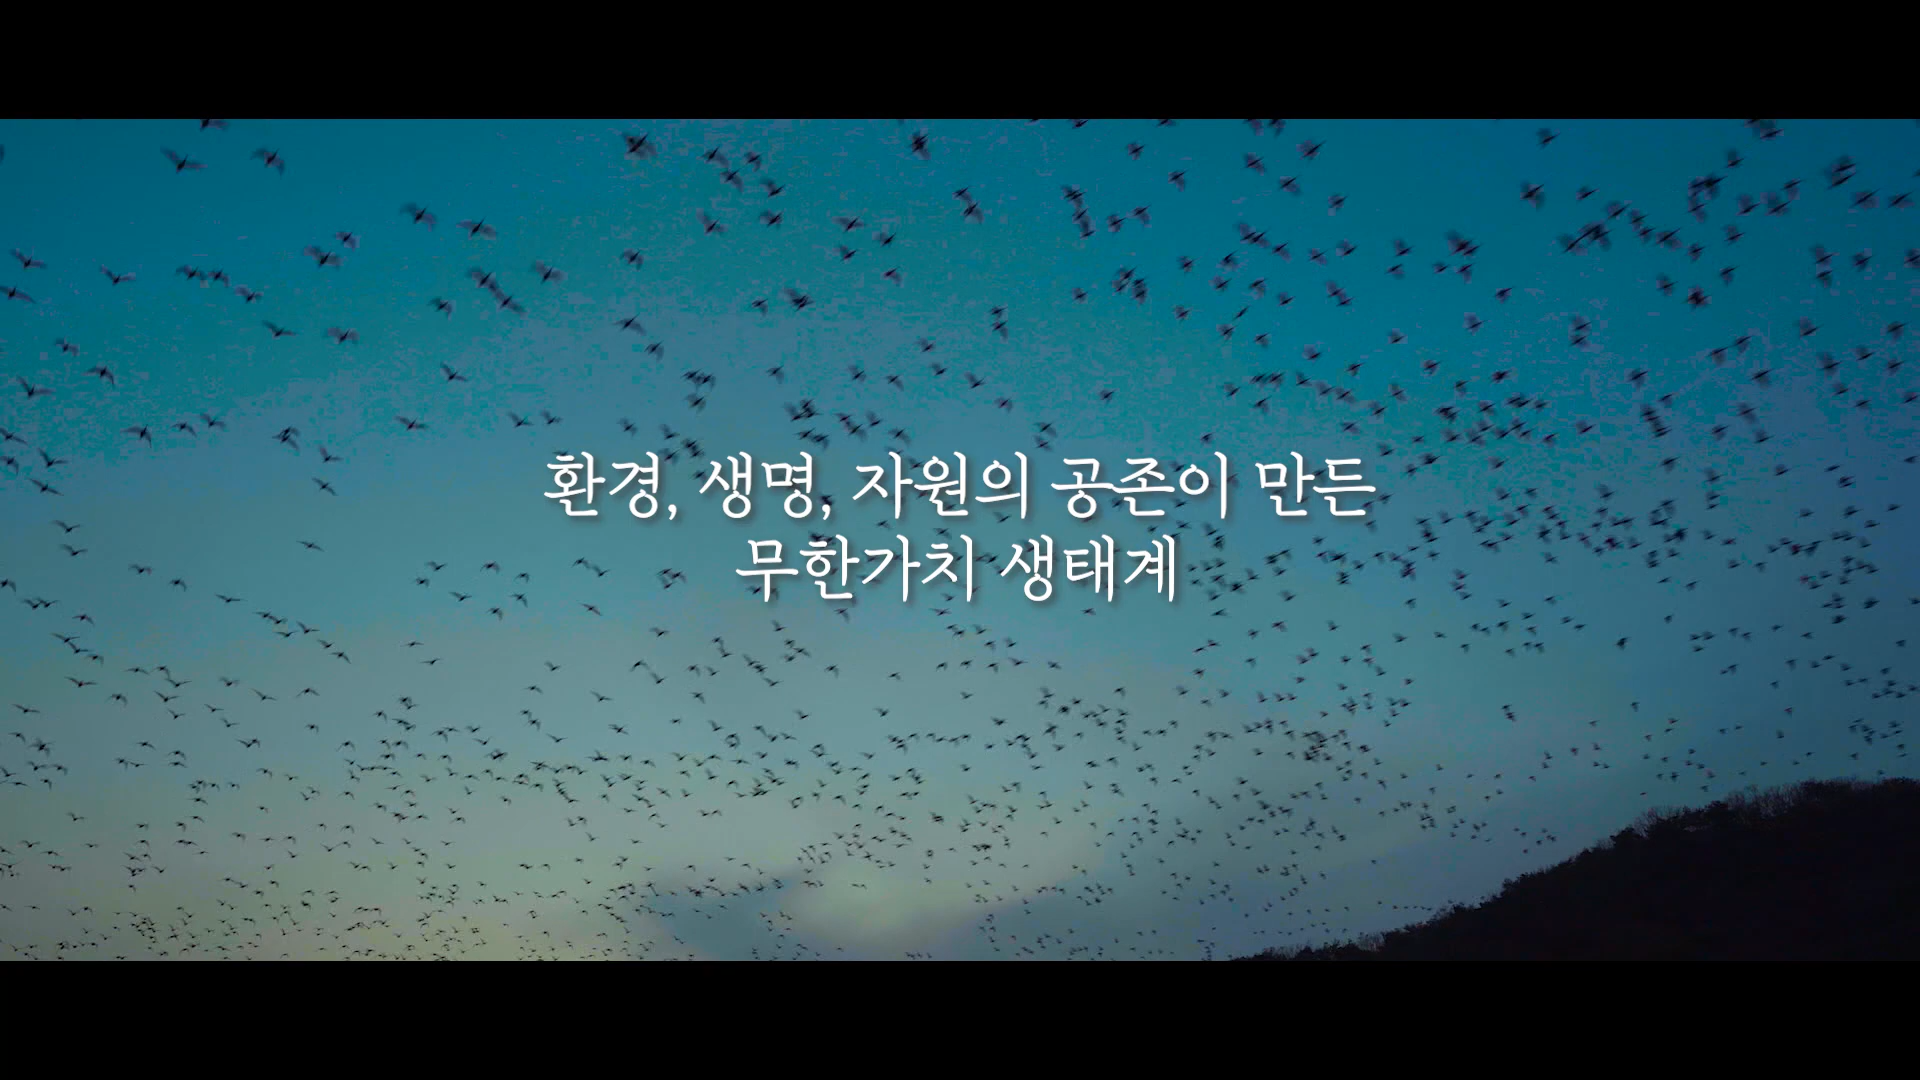 환경, 생명, 자원의 공존이 만든
무한가치 생태계